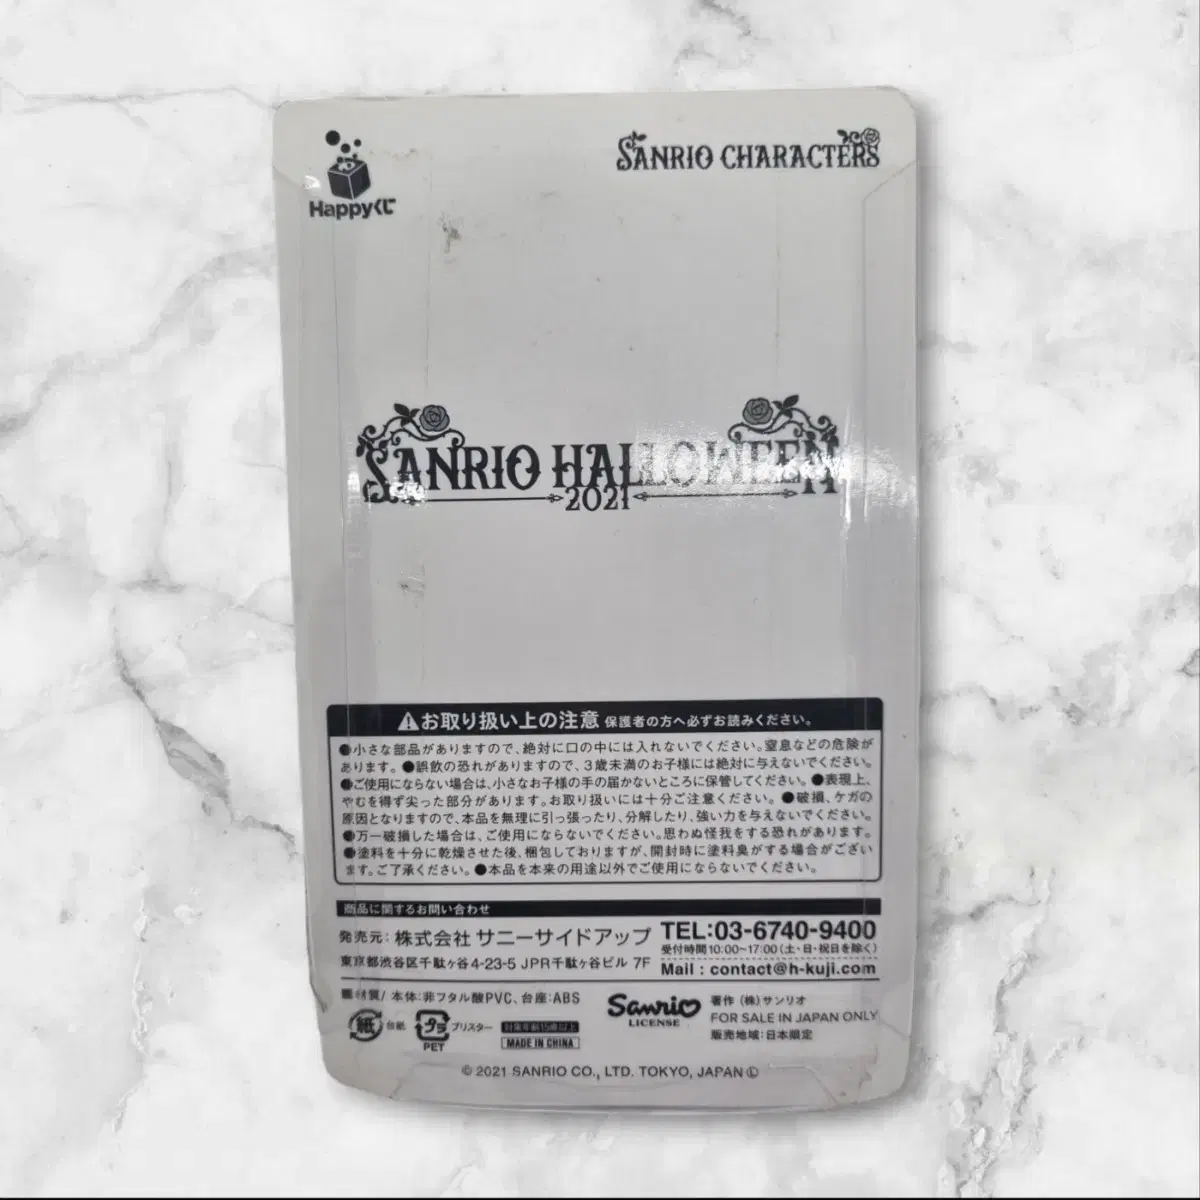 Happyくじ
SANRIO CHARACTERS
SANRIO HALLOWEEN
2021
お取り扱い上の注意 保護者の方へ必ずお読みください。
●小さな部品がありますので、絶対に口の中には入れないでください。窒息などの危険が
あります。●誤飲の恐れがありますので、3歳未満のお子様には絶対に与えないでください。
●ご使用にならない場合は、小さなお子様の手の届かないところに保管してください。●表現上、
やむを得ず尖った部分があります。お取り扱いには十分ご注意ください。●破損、ケガの
原因となりますので、本品を無理に引っ張ったり、分解したり、強い力を与えないでください。
●万一破損した場合は、ご使用にならないでください。思わぬ怪我をする恐れがあります。
●塗料を十分に乾燥させた後、梱包しておりますが、開封時に塗料臭がする場合がござい
ます。ご了承ください。●本品を本来の用途以外でご使用にならないでください。
商品に関するお問い合わせ
発売元:株式会社 サニーサイドアップ
東京都渋谷区千駄ヶ谷4-23-5 JPR千駄ヶ谷ビル 7F
TEL:03-6740-9400
受付時間10:00~17:00(土・日・祝日を除く)
Mail : contact@h-kuji.com
材質/本体:非フタル酸PVC、台座:ABS
紙 台紙
プラ ブリスター
PET
対象年齢15歳以上
MADE IN CHINA
Sanrio
LICENSE
著作 (株)サンリオ
FOR SALE IN JAPAN ONLY
販売地域:日本限定
© 2021 SANRIO CO., LTD. TOKYO, JAPAN Ⓛ